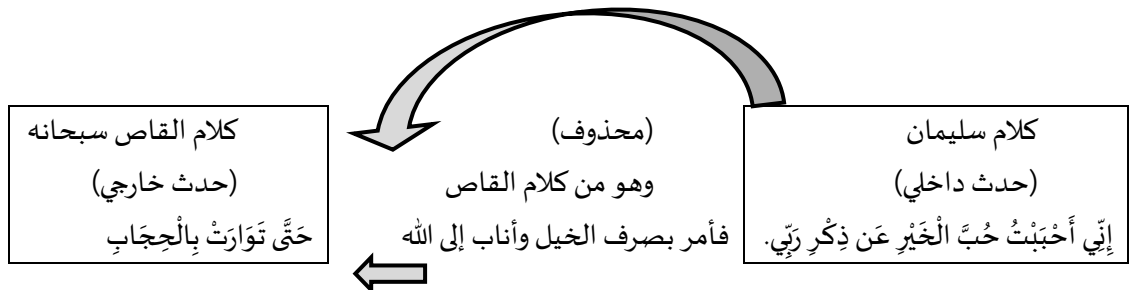 كلام سليمان
(حدث داخلي)
إِنِّي أَحْبَبْتُ حُبَّ الْخَيْرِ عَن ذِكْرِ رَبِّي.
(محذوف)
وهو من كلام القاص
فأمر بصرف الخيل وأناب إلى الله
كلام القاص سبحانه
(حدث خارجي)
حَتَّى تَوَارَتْ بِالْحِجَابِ